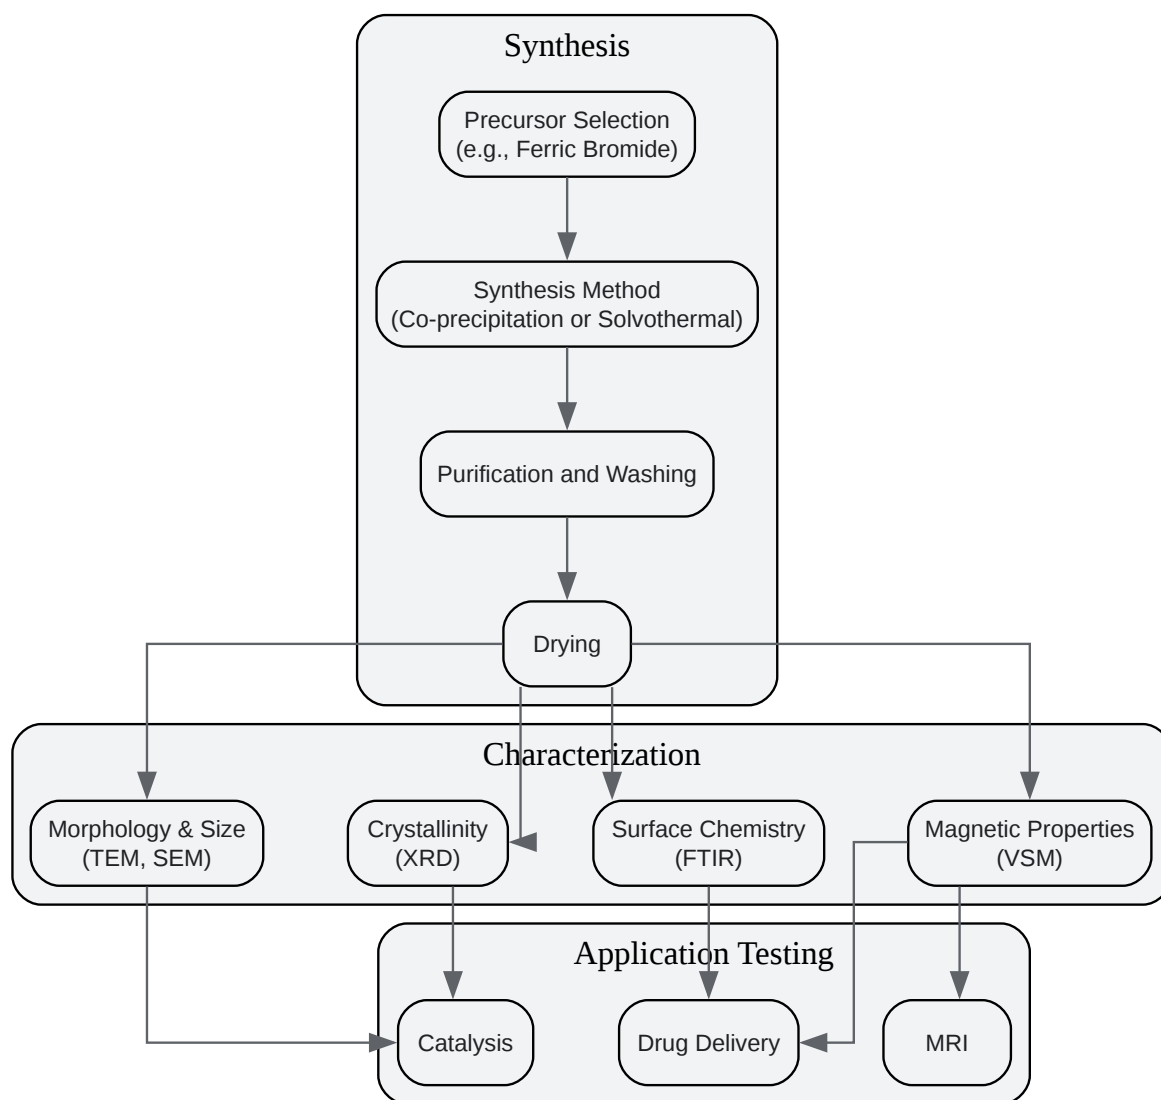 Synthesis
Precursor Selection
(e.g., Ferric Bromide)
Synthesis Method
(Co-precipitation or Solvothermal)
Purification and Washing
Drying
Characterization
Morphology & Size
(TEM, SEM)
Crystallinity
(XRD)
Surface Chemistry
(FTIR)
Magnetic Properties
(VSM)
Application Testing
Catalysis
Drug Delivery
MRI